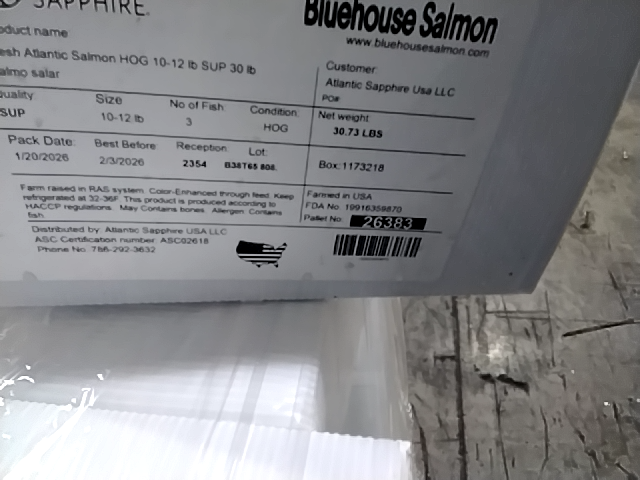 SAPPHIRE
Bluehouse Salmon
www.bluehousesalmon.com
oduct name
esh Atlantic Salmon HOG 10-12 lb SUP 30 lb
almo salar
Customer:
Atlantic Sapphire Usa LLC
PO#
uality:
SUP
Size
10-12 lb
No of Fish
3
Condition:
HOG
Net weight
30.73 LBS
Pack Date:
1/20/2026
Best Before:
2/3/2026
Reception:
2354
Lot:
B38T65 808.
Box:1173218
Farm raised in RAS system. Color-Enhanced through feed. Keep
refrigerated at 32-36F. This product is produced according to
HACCP regulations. May Contains bones. Allergen: Contains
fish.
Farmed in USA
FDA No. 19916359870
Pallet No. 26383
Distributed by: Atlantic Sapphire USA LLC
ASC Certification number: ASC02618
Phone No: 786-292-3632